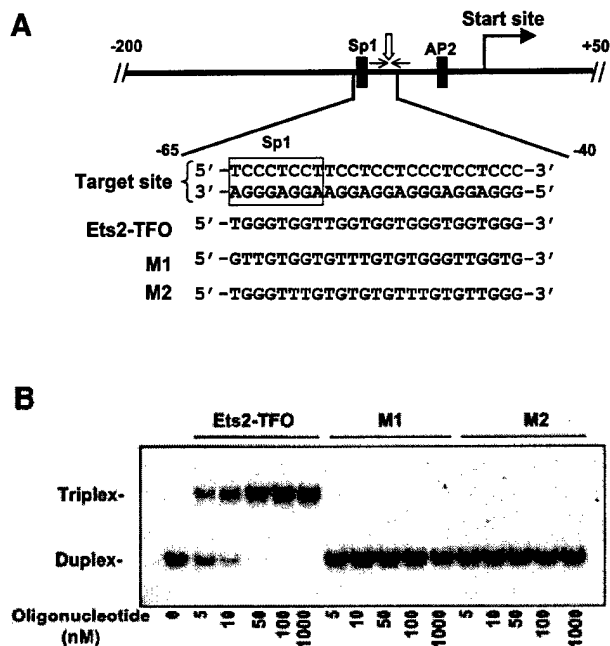 A
-200
Sp1
AP2
Start site
+50
-65
-40
Sp1
Target site
5′ -TCCCTCCTTCCTCCTCCCTCCTCCC-3′
3′ -AGGGAGGAAGGAGGAGGGAGGAGGG-5′
Ets2-TFO 5′ -TGGGTGGTTGGTGGTGGGTGGTGGG-3′
M1 5′ -GTTGTGGTGTTTGTGTGGGTTGGTG-3′
M2 5′ -TGGGTTTGTGTGTGTTTGTGTTGGG-3′
B
Ets2-TFO M1 M2
Triplex-
Duplex-
Oligonucleotide (nM) 0 5 10 50 100 1000 5 10 50 100 1000 5 10 50 100 1000